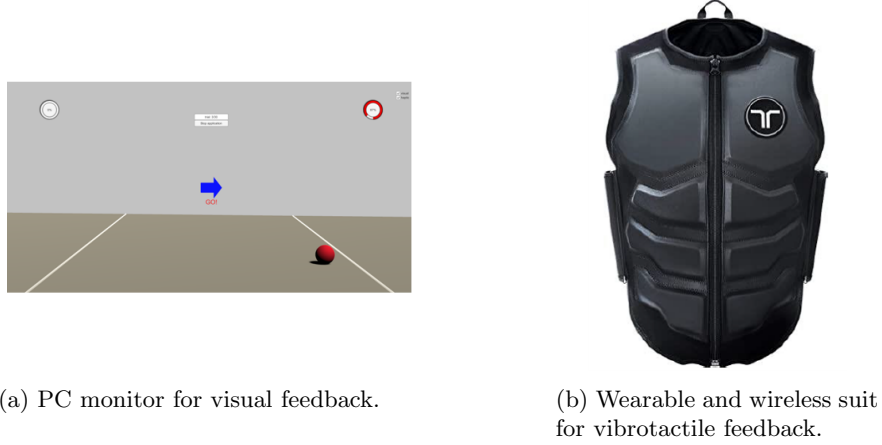 GO!
(a) PC monitor for visual feedback.
(b) Wearable and wireless suit
for vibrotactile feedback.